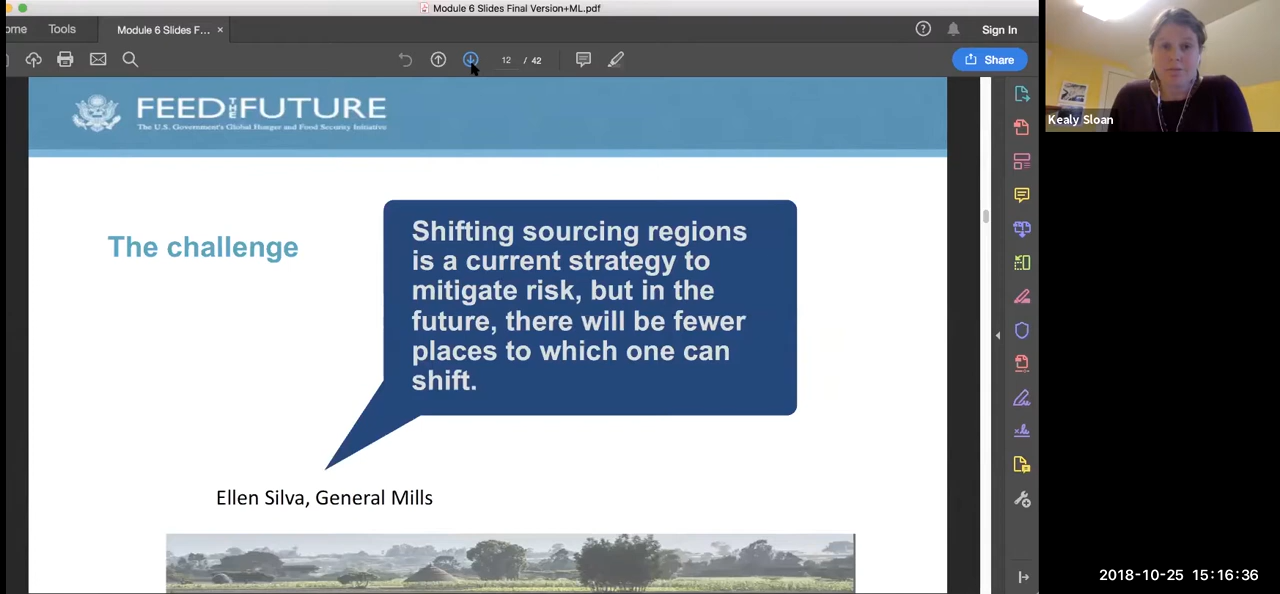 Module 6 Slides Final Version+ML.pdf
ome
Tools
Module 6 Slides F... ×
Sign In
12 / 42
Share
FEED THE FUTURE
The U.S. Government's Global Hunger and Food Security Initiative
Kealy Sloan
The challenge
Shifting sourcing regions
is a current strategy to
mitigate risk, but in the
future, there will be fewer
places to which one can
shift.
Ellen Silva, General Mills
2018-10-25 15:16:36